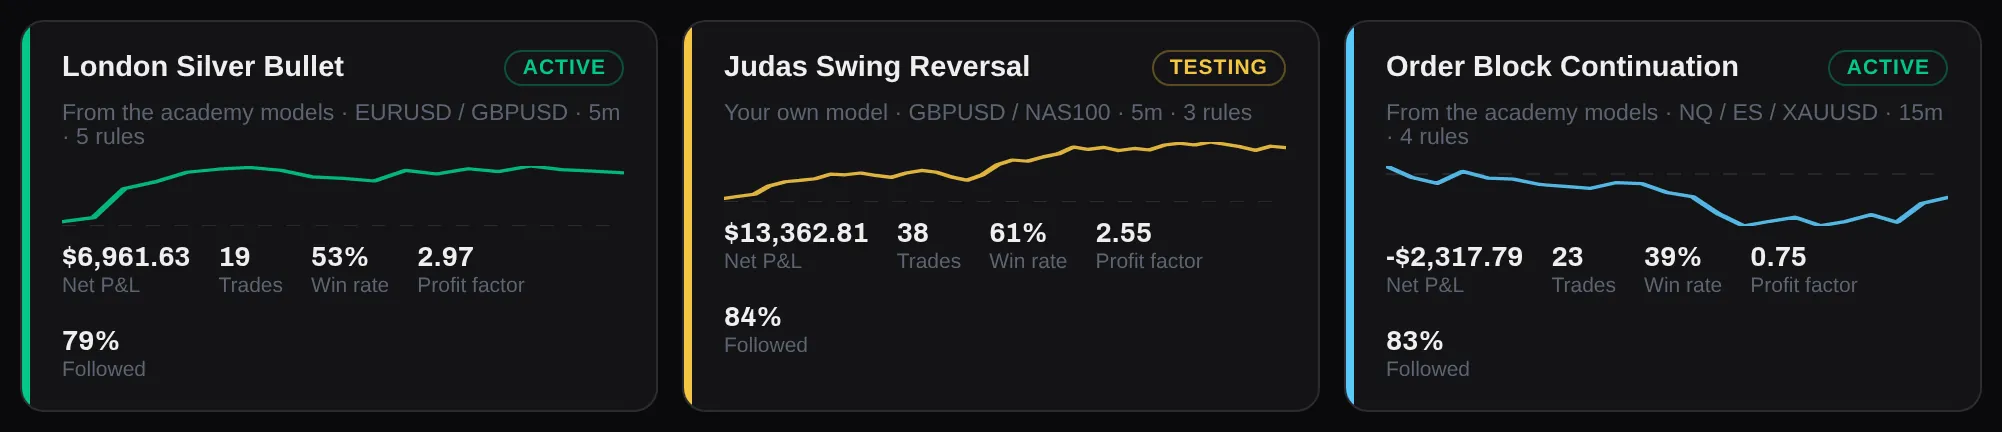 London Silver Bullet
ACTIVE
From the academy models · EURUSD / GBPUSD · 5m
· 5 rules
$6,961.63 19 53% 2.97
Net P&L Trades Win rate Profit factor
79%
Followed
Judas Swing Reversal
TESTING
Your own model · GBPUSD / NAS100 · 5m · 3 rules
$13,362.81 38 61% 2.55
Net P&L Trades Win rate Profit factor
84%
Followed
Order Block Continuation
ACTIVE
From the academy models · NQ / ES / XAUUSD · 15m
· 4 rules
-$2,317.79 23 39% 0.75
Net P&L Trades Win rate Profit factor
83%
Followed